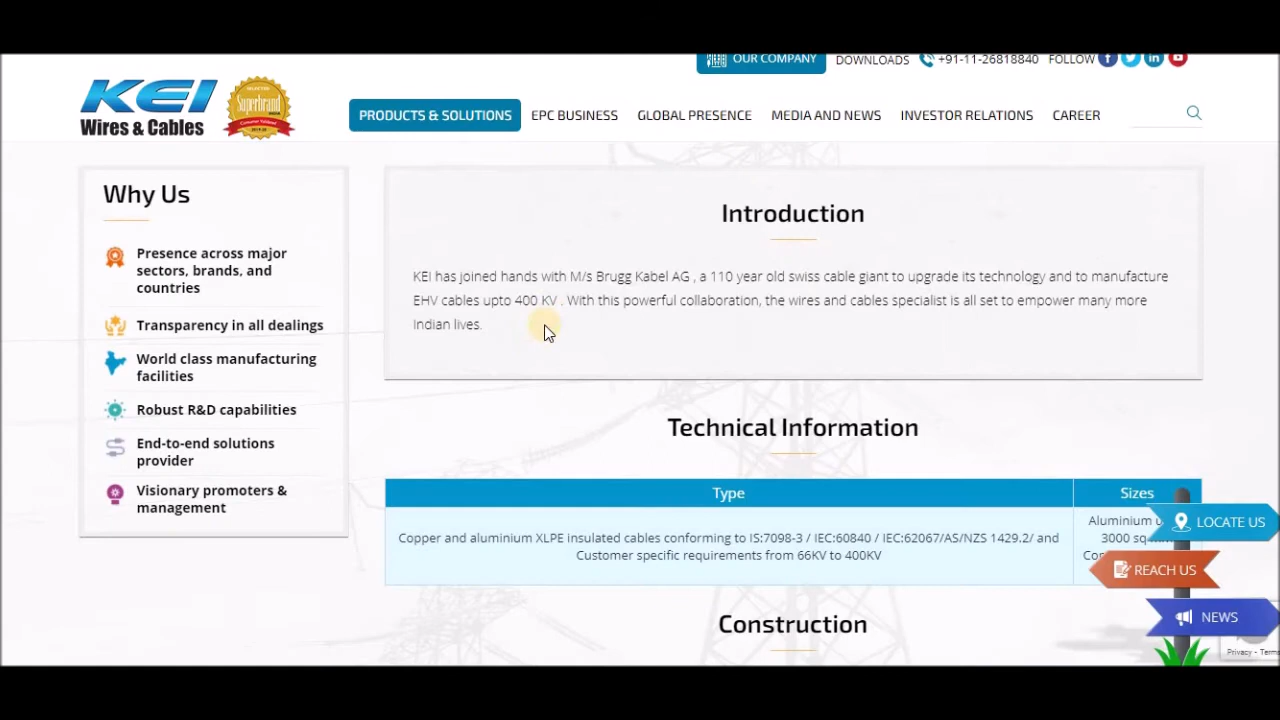 OUR COMPANY DOWNLOADS +91-11-26818840 FOLLOW
KEI
Wires & Cables
Superbrand
PRODUCTS & SOLUTIONS EPC BUSINESS GLOBAL PRESENCE MEDIA AND NEWS INVESTOR RELATIONS CAREER
Why Us
Presence across major
sectors, brands, and
countries
Transparency in all dealings
World class manufacturing
facilities
Robust R&D capabilities
End-to-end solutions
provider
Visionary promoters &
management
Introduction
KEI has joined hands with M/s Brugg Kabel AG , a 110 year old swiss cable giant to upgrade its technology and to manufacture
EHV cables upto 400 KV . With this powerful collaboration, the wires and cables specialist is all set to empower many more
Indian lives.
Technical Information
Type Sizes
Copper and aluminium XLPE insulated cables conforming to IS:7098-3 / IEC:60840 / IEC:62067/AS/NZS 1429.2/ and
Customer specific requirements from 66KV to 400KV
Aluminium
3000
Construction
LOCATE US
REACH US
NEWS
Privacy - Terms